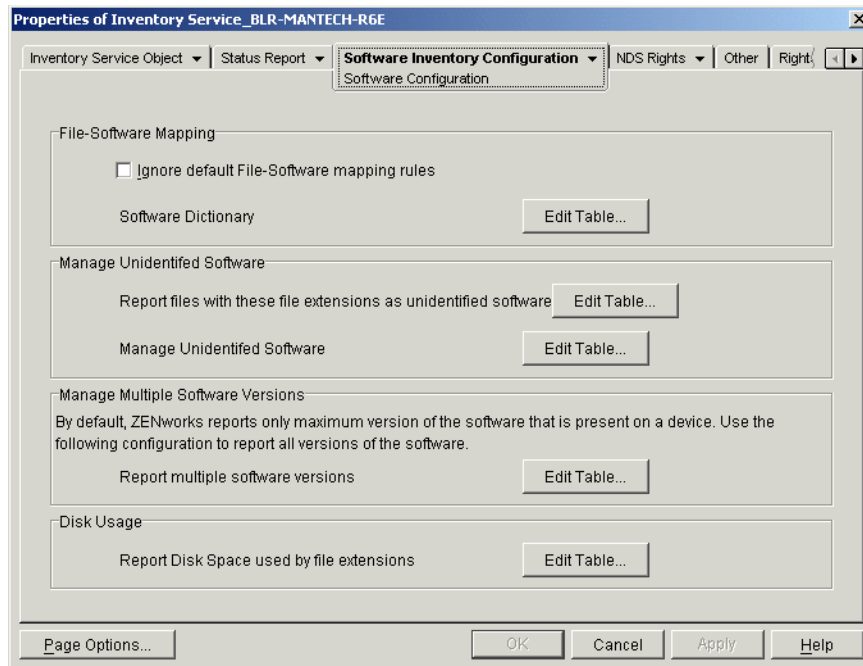 Properties of Inventory Service_BLR-MANTECH-R6E
Inventory Service Object Status Report Software Inventory Configuration NDS Rights Other Right
Software Configuration
File-Software Mapping
Ignore default File-Software mapping rules
Software Dictionary Edit Table...
Manage Unidentifed Software
Report files with these file extensions as unidentified software Edit Table...
Manage Unidentifed Software Edit Table...
Manage Multiple Software Versions
By default, ZENworks reports only maximum version of the software that is present on a device. Use the
following configuration to report all versions of the software.
Report multiple software versions Edit Table...
Disk Usage
Report Disk Space used by file extensions Edit Table...
Page Options... OK Cancel Apply Help